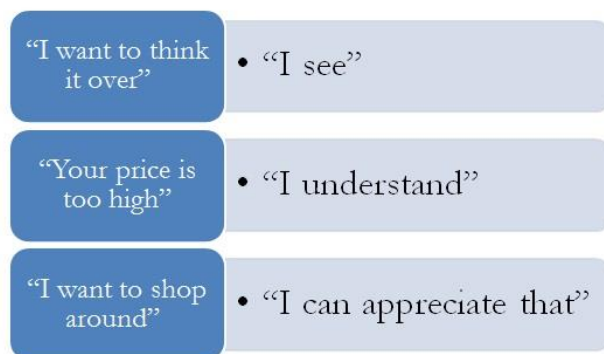 “I want to think
it over”
• “I see”
“Your price is
too high”
• “I understand”
“I want to shop
around”
• “I can appreciate that”